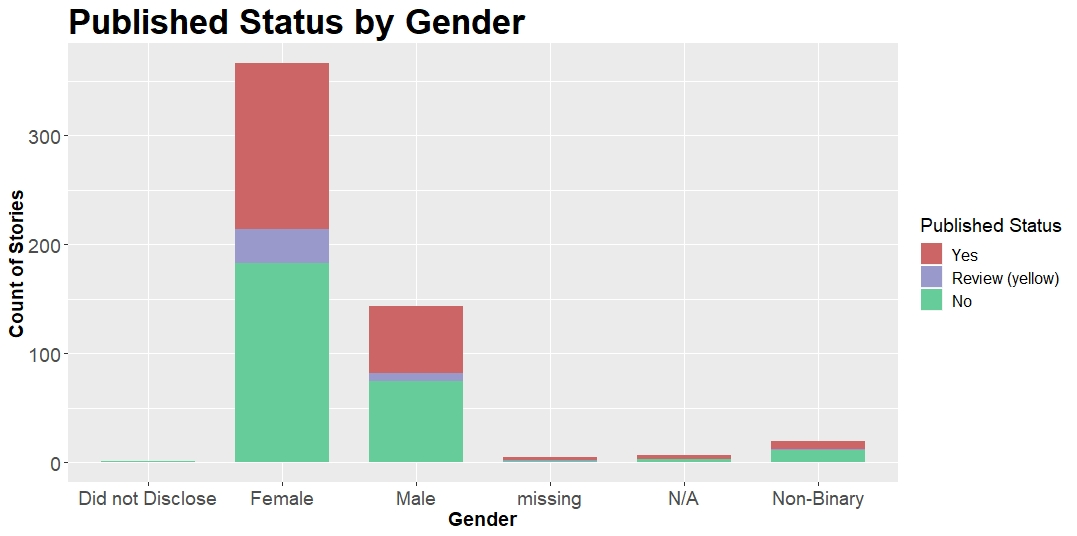 Published Status by Gender
Count of Stories
300
200
100
0
Did not Disclose Female Male missing N/A Non-Binary
Gender
Published Status
Yes
Review (yellow)
No